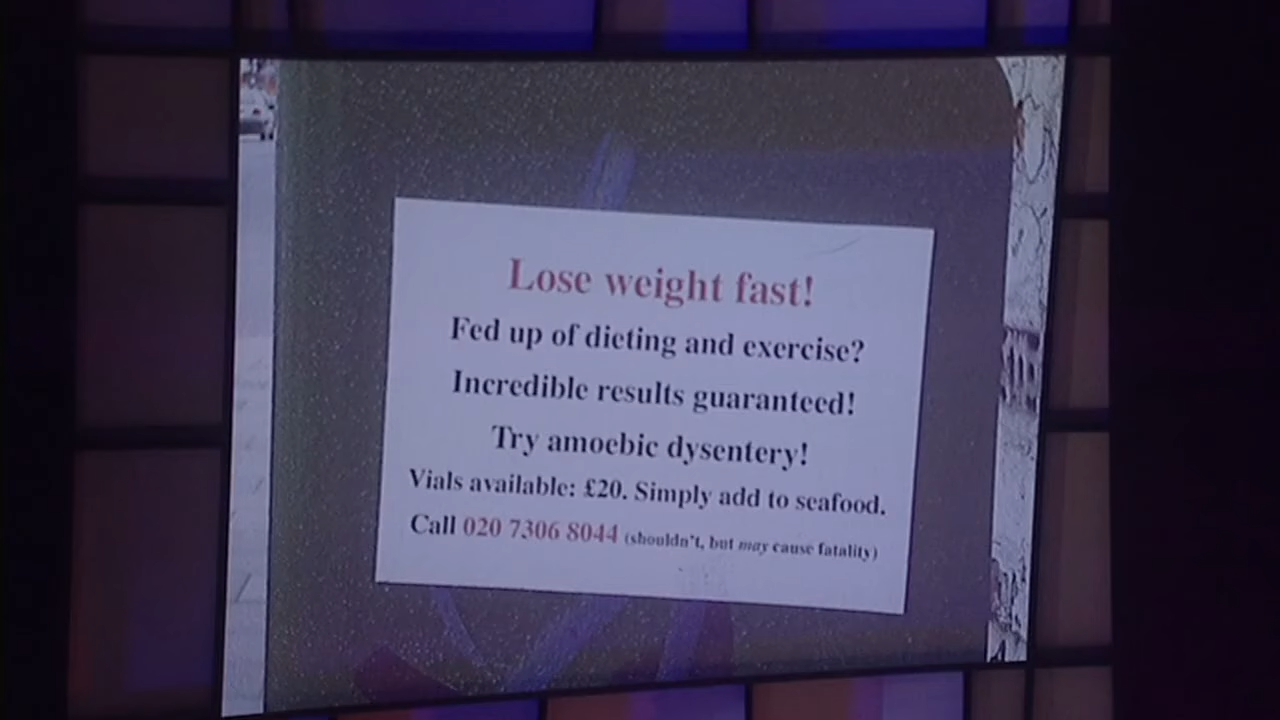 Lose weight fast!
Fed up of dieting and exercise?
Incredible results guaranteed!
Try amoebic dysentery!
Vials available: £20. Simply add to seafood.
Call 020 7306 8044 (shouldn't, but may cause fatality)